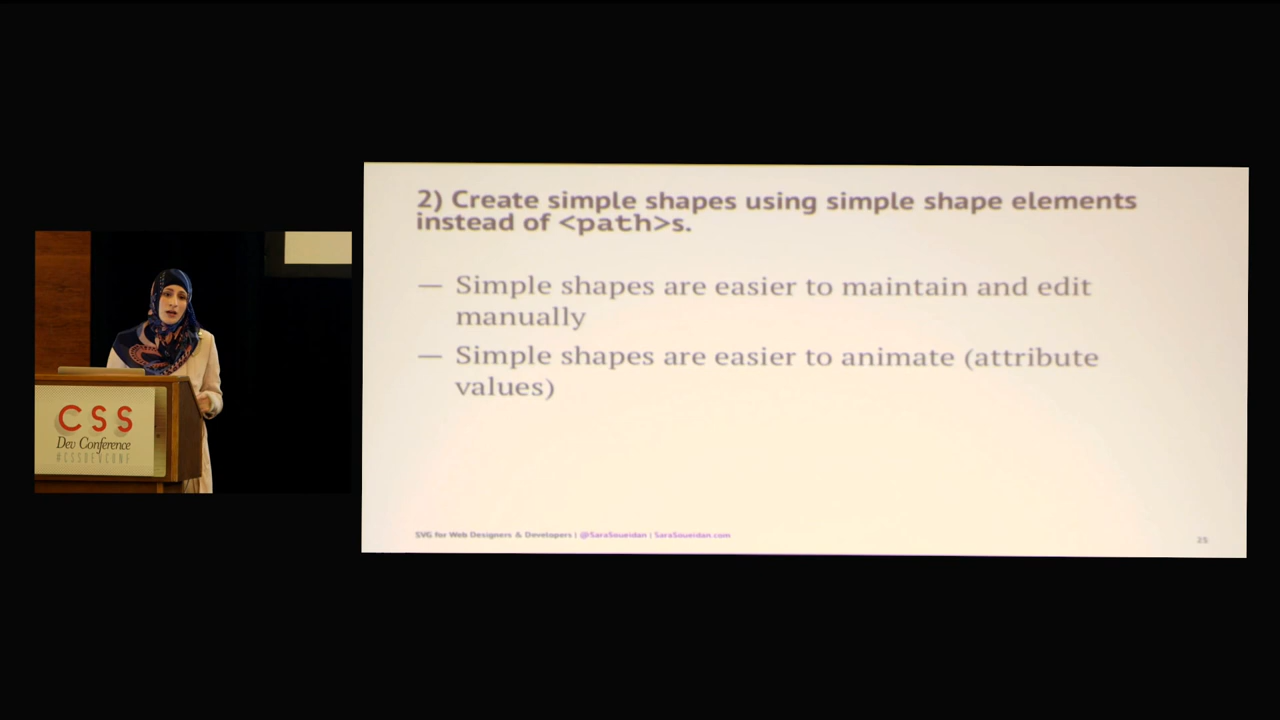 2) Create simple shapes using simple shape elements
instead of <path>s.
— Simple shapes are easier to maintain and edit
manually
— Simple shapes are easier to animate (attribute
values)
SVG for Web Designers & Developers | @SaraSoueidan | SaraSoueidan.com
25
CSS
Dev Conference
#CSSDEVCONF